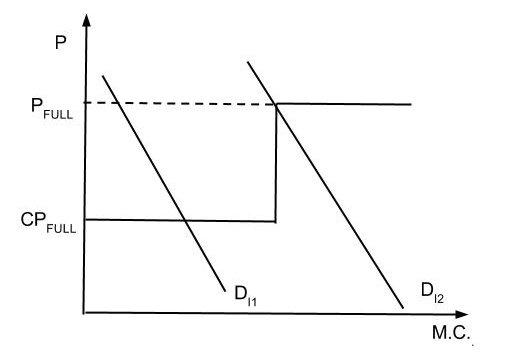 P
P_FULL
CP_FULL
D_I1
D_I2
M.C.